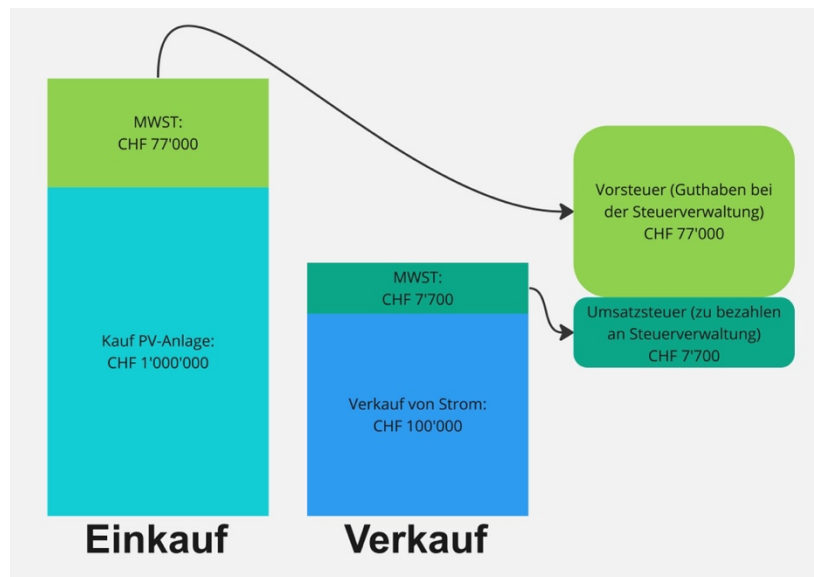 MWST:
CHF 77'000
Kauf PV-Anlage:
CHF 1'000'000
Einkauf
MWST:
CHF 7'700
Verkauf von Strom:
CHF 100'000
Verkauf
Vorsteuer (Guthaben bei
der Steuerverwaltung)
CHF 77'000
Umsatzsteuer (zu bezahlen
an Steuerverwaltung)
CHF 7'700